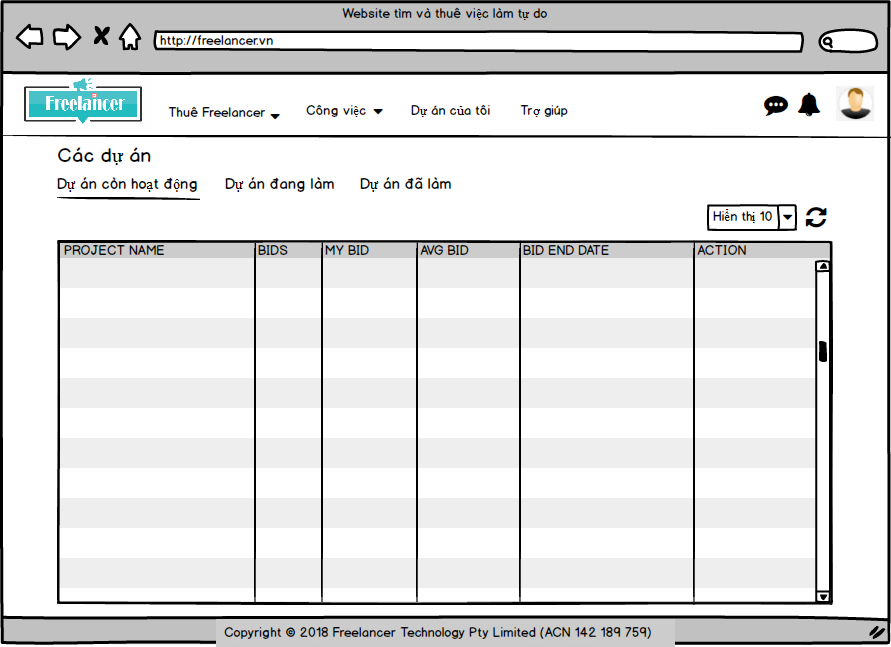 Website tìm và thuê việc làm tự do
http://freelancer.vn
Freelancer
Thuê Freelancer
Công việc
Dự án của tôi
Trợ giúp
Các dự án
Dự án còn hoạt động
Dự án đang làm
Dự án đã làm
Hiển thị 10
PROJECT NAME
BIDS
MY BID
AVG BID
BID END DATE
ACTION
Copyright © 2018 Freelancer Technology Pty Limited (ACN 142 189 759)